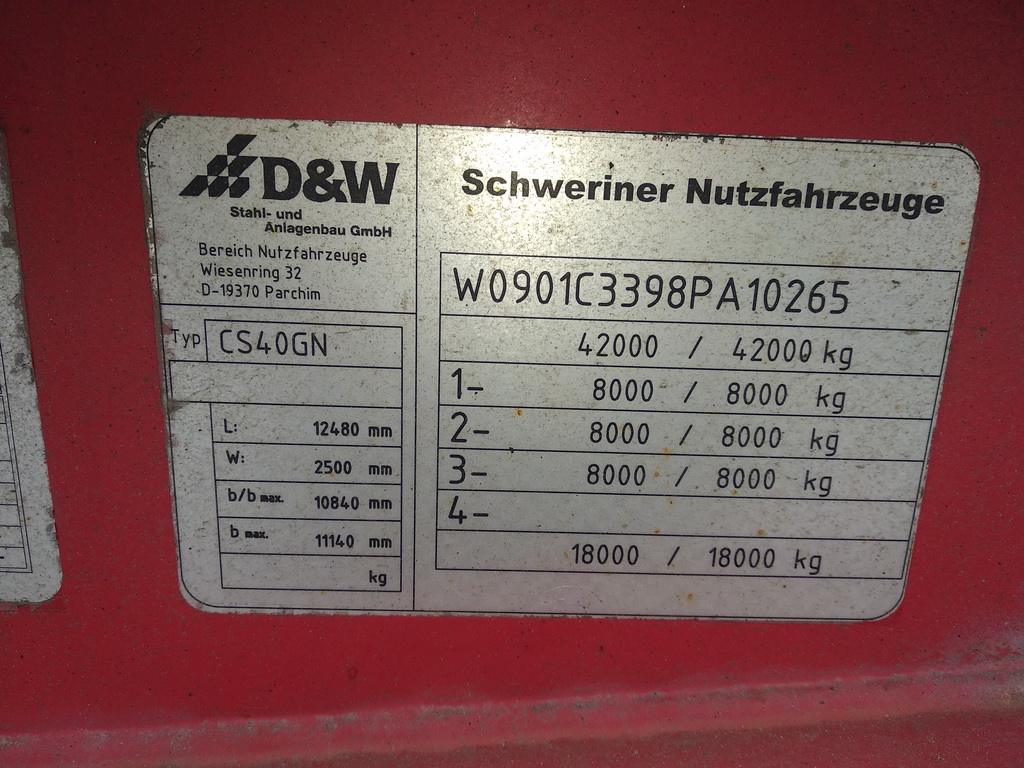 D&W
Stahl- und
Anlagenbau GmbH
Bereich Nutzfahrzeuge
Wiesenring 32
D-19370 Parchim
Typ CS40GN
L: 12480 mm
W: 2500 mm
b/b max. 10840 mm
b max. 11140 mm
kg
Schweriner Nutzfahrzeuge
W0901C3398PA10265
42000 / 42000 kg
1- 8000 / 8000 kg
2- 8000 / 8000 kg
3- 8000 / 8000 kg
4-
18000 / 18000 kg